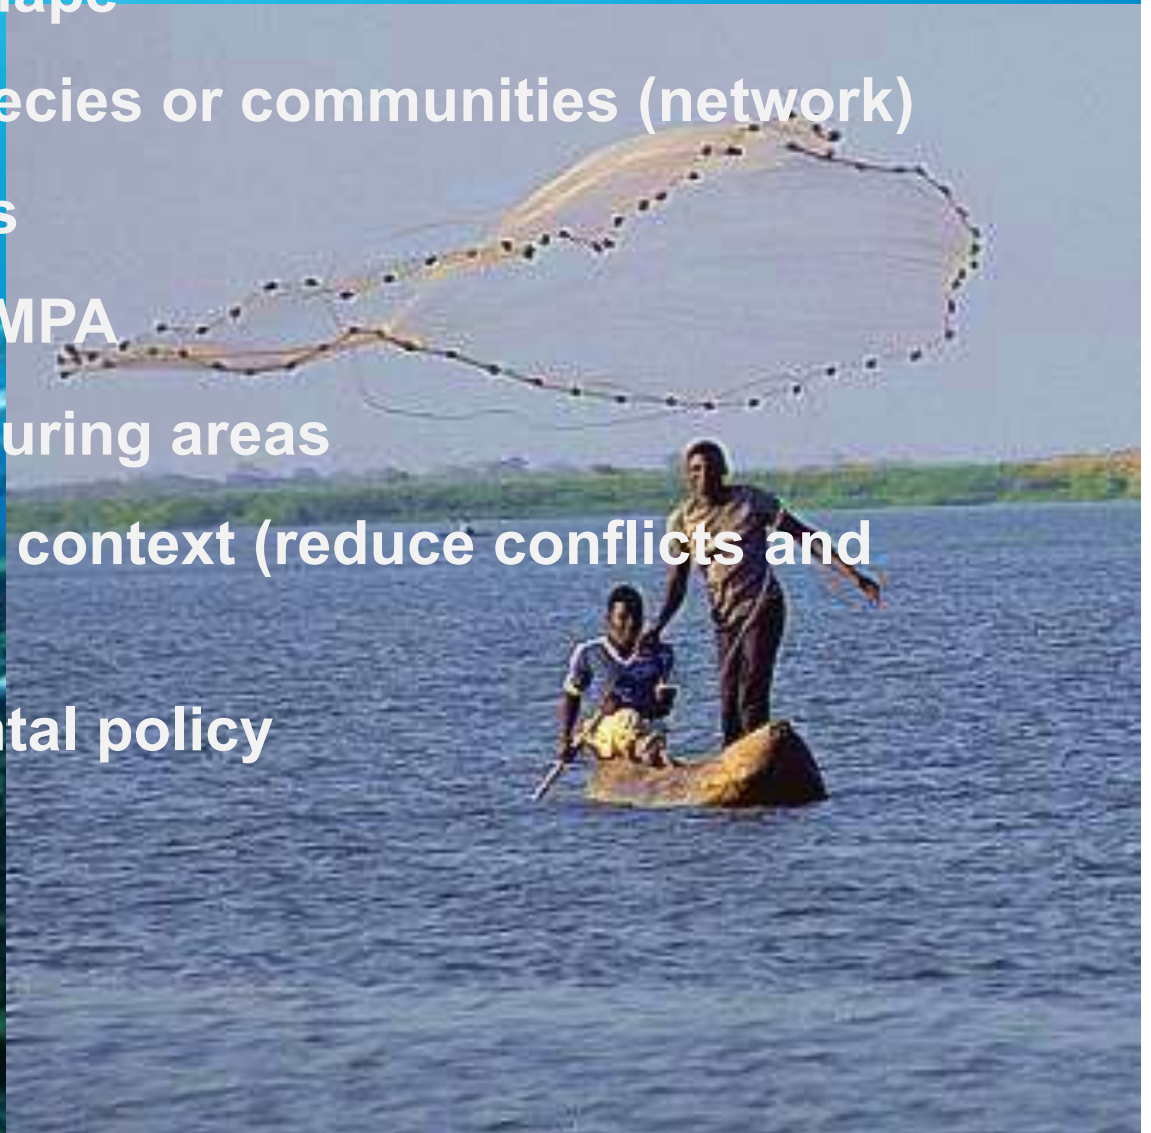 ecies or communities (network)
s
MPA
uring areas
context (reduce conflicts and
tal policy